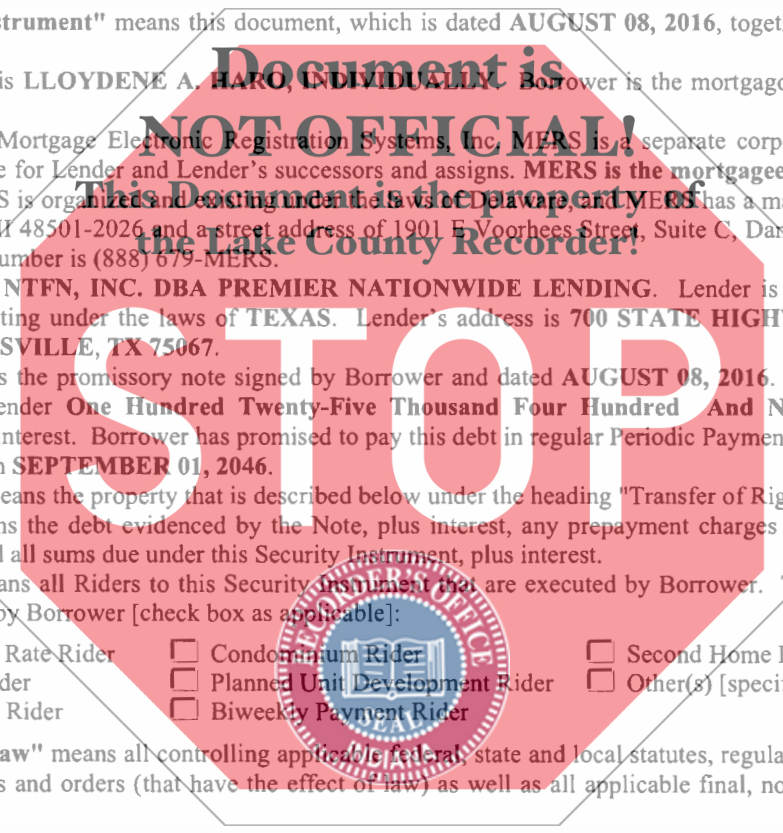 strument" means this document, which is dated AUGUST 08, 2016, toget
Document is
is LLOYDENE A. HARO, INDIVIDUALLY. Borrower is the mortgago
NOT OFFICIAL!
Mortgage Electronic Registration Systems, Inc. MERS is a separate corp
e for Lender and Lender's successors and assigns. MERS is the mortgagee
This Document is the property of
S is organized and existing under the laws of Delaware, and MERS has a ma
I 48501-2026 and a street address of 1901 E Voorhees Street, Suite C, Dan
the Lake County Recorder!
umber is (888) 679-MERS.
NTFN, INC. DBA PREMIER NATIONWIDE LENDING. Lender is
ting under the laws of TEXAS. Lender's address is 700 STATE HIGH
SVILLE, TX 75067.
STOP
s the promissory note signed by Borrower and dated AUGUST 08, 2016.
ender One Hundred Twenty-Five Thousand Four Hundred And N
nterest. Borrower has promised to pay this debt in regular Periodic Paymen
n SEPTEMBER 01, 2046.
eans the property that is described below under the heading "Transfer of Rig
ns the debt evidenced by the Note, plus interest, any prepayment charges
l all sums due under this Security Instrument, plus interest.
ans all Riders to this Security Instrument that are executed by Borrower.
by Borrower [check box as applicable]:
Rate Rider Condominium Rider Second Home
der Planned Unit Development Rider Other(s) [speci
Rider Biweekly Payment Rider
RECORDER'S OFFICE
SEAL
INDIANA
aw" means all controlling applicable federal, state and local statutes, regula
s and orders (that have the effect of law) as well as all applicable final, no